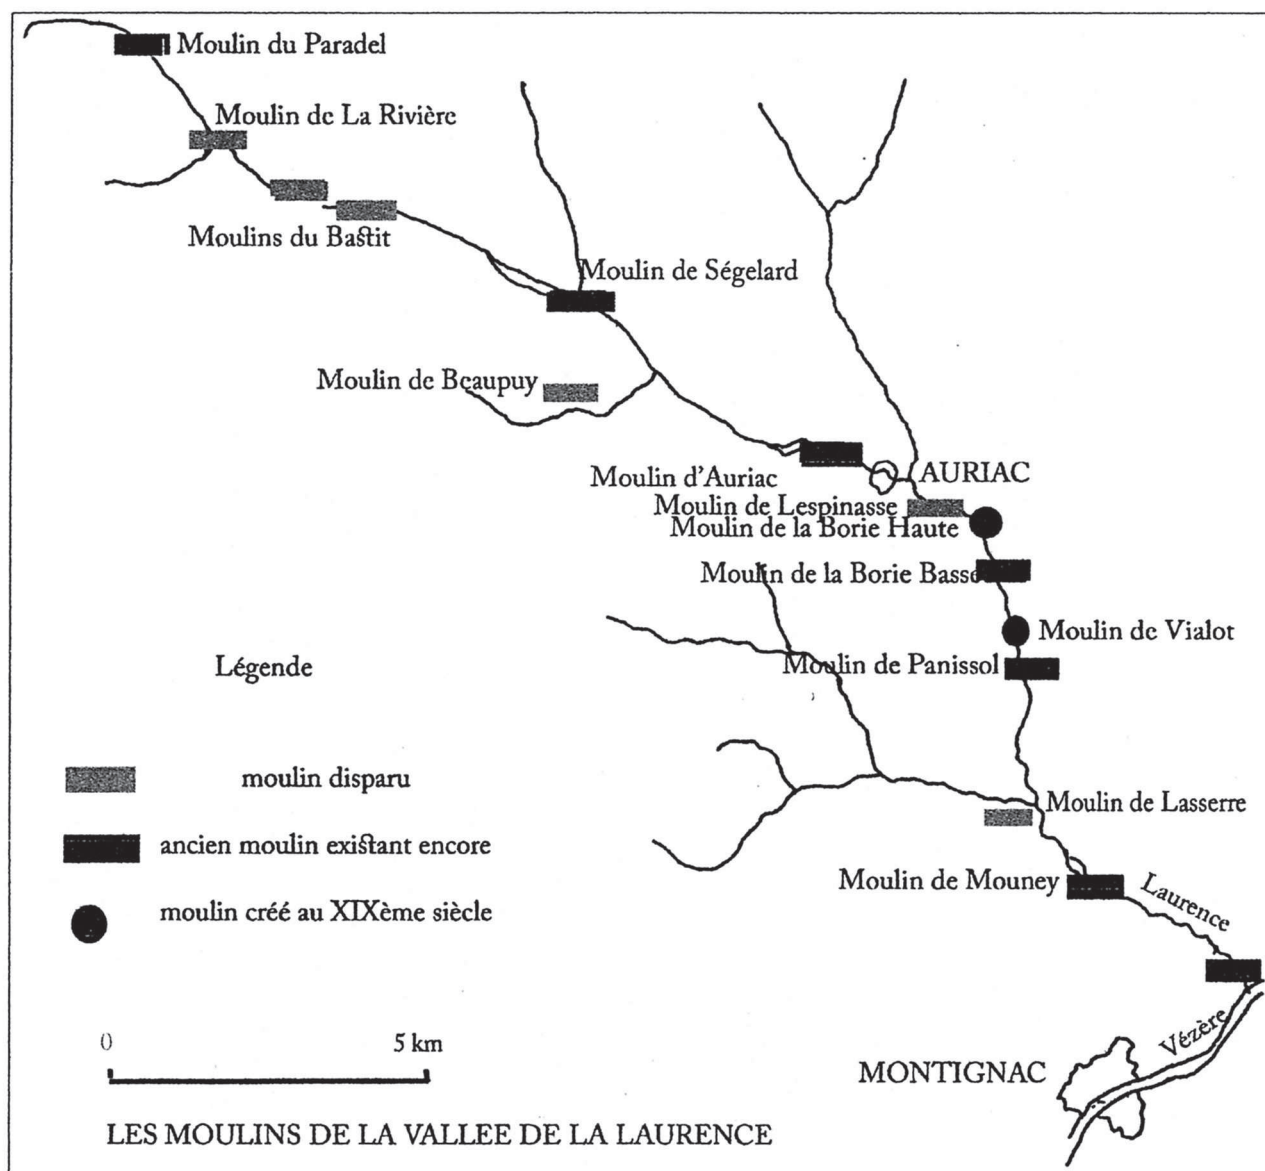 Moulin du Paradel
Moulin de La Rivière
Moulins du Bastit
Moulin de Ségelard
Moulin de Beaupuy
Moulin d'Auriac
AURIAC
Moulin de Lespinasse
Moulin de la Borie Haute
Moulin de la Borie Basse
Moulin de Vialot
Moulin de Panissol
Légende
moulin disparu
Moulin de Lasserre
ancien moulin existant encore
Moulin de Mouney
Laurence
moulin créé au XIXème siècle
0
5 km
Vézère
MONTIGNAC
LES MOULINS DE LA VALLEE DE LA LAURENCE